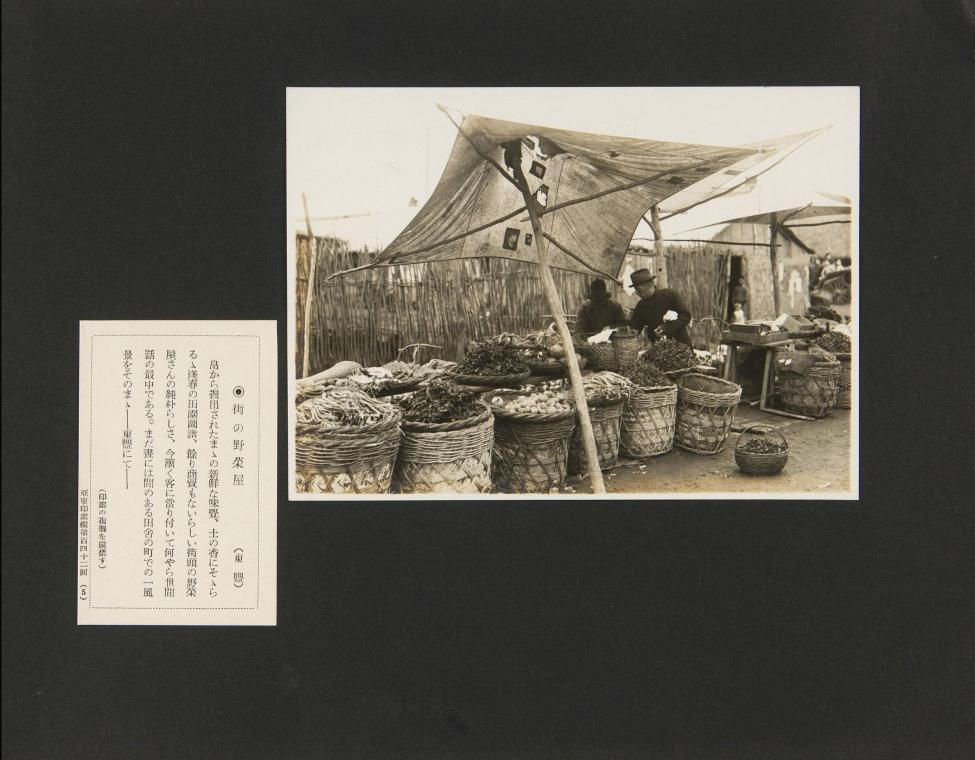 ◉街の野菜屋 (東豐)
畠から掘出されたまゝの新鮮な味覺、土の香にそゝら
るゝ淺春の田園圖譜、餘り商賣もないらしい街頭の野菜
屋さんの純朴らしさ、今漸く客に當り付いて何やら世間
話の最中である。まだ晝には間のある田舍の町での一風
景をそのまゝ――東豐にて――
(印畫の複製を嚴禁す)
亞東印畫輯第百四十二回 (5)